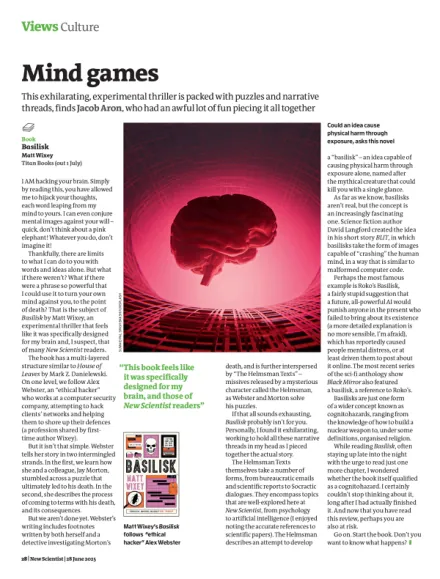 Views Culture
Mind games
This exhilarating, experimental thriller is packed with puzzles and narrative
threads, finds Jacob Aron, who had an awful lot of fun piecing it all together
Book
Basilisk
Matt Wixey
Titan Books (out 1 July)
I AM hacking your brain. Simply
by reading this, you have allowed
me to hijack your thoughts,
each word leaping from my
mind to yours. I can even conjure
mental images against your will–
quick, don't think about a pink
elephant! Whatever you do, don't
imagine it!
Thankfully, there are limits
to what I can do to you with
words and ideas alone. But what
if there weren't? What if there
were a phrase so powerful that
I could use it to turn your own
mind against you, to the point
of death? That is the subject of
Basilisk by Matt Wixey, an
experimental thriller that feels
like it was specifically designed
for my brain and, I suspect, that
of many New Scientist readers.
The book has a multi-layered
structure similar to House of
Leaves by Mark Z. Danielewski.
On one level, we follow Alex
Webster, an "ethical hacker"
who works at a computer security
company, attempting to hack
clients' networks and helping
them to shore up their defences
(a profession shared by first-
time author Wixey).
But it isn't that simple. Webster
tells her story in two intermingled
strands. In the first, we learn how
she and a colleague, Jay Morton,
stumbled across a puzzle that
ultimately led to his death. In the
second, she describes the process
of coming to terms with his death,
and its consequences.
But we aren't done yet. Webster's
writing includes footnotes
written by both herself and a
detective investigating Morton's
"This book feels like
it was specifically
designed for my
brain, and those of
New Scientist readers"
BASILISK
MATT
WIXEY
Matt Wixey's Basilisk
follows "ethical
hacker" Alex Webster
death, and is further interspersed
by "The Helmsman Texts" –
missives released by a mysterious
character called the Helmsman,
as Webster and Morton solve
his puzzles.
If that all sounds exhausting,
Basilisk probably isn't for you.
Personally, I found it exhilarating,
working to hold all these narrative
threads in my head as I pieced
together the actual story.
The Helmsman Texts
themselves take a number of
forms, from bureaucratic emails
and scientific reports to Socratic
dialogues. They encompass topics
that are well-explored here at
New Scientist, from psychology
to artificial intelligence (I enjoyed
noting the accurate references to
scientific papers). The Helmsman
describes an attempt to develop
Could an idea cause
physical harm through
exposure, asks this novel
a "basilisk" – an idea capable of
causing physical harm through
exposure alone, named after
the mythical creature that could
kill you with a single glance.
As far as we know, basilisks
aren't real, but the concept is
an increasingly fascinating
one. Science fiction author
David Langford created the idea
in his short story BLIT, in which
basilisks take the form of images
capable of "crashing" the human
mind, in a way that is similar to
malformed computer code.
Perhaps the most famous
example is Roko's Basilisk,
a fairly stupid suggestion that
a future, all-powerful AI would
punish anyone in the present who
failed to bring about its existence
(a more detailed explanation is
no more sensible, I'm afraid),
which has reportedly caused
people mental distress, or at
least driven them to post about
it online. The most recent series
of the sci-fi anthology show
Black Mirror also featured
a basilisk, a reference to Roko's.
Basilisks are just one form
of a wider concept known as
cognitohazards, ranging from
the knowledge of how to build a
nuclear weapon to, under some
definitions, organised religion.
While reading Basilisk, often
staying up late into the night
with the urge to read just one
more chapter, I wondered
whether the book itself qualified
as a cognitohazard. I certainly
couldn't stop thinking about it,
long after I had actually finished
it. And now that you have read
this review, perhaps you are
also at risk.
Go on. Start the book. Don't you
want to know what happens?
28 | New Scientist | 28 June 2025